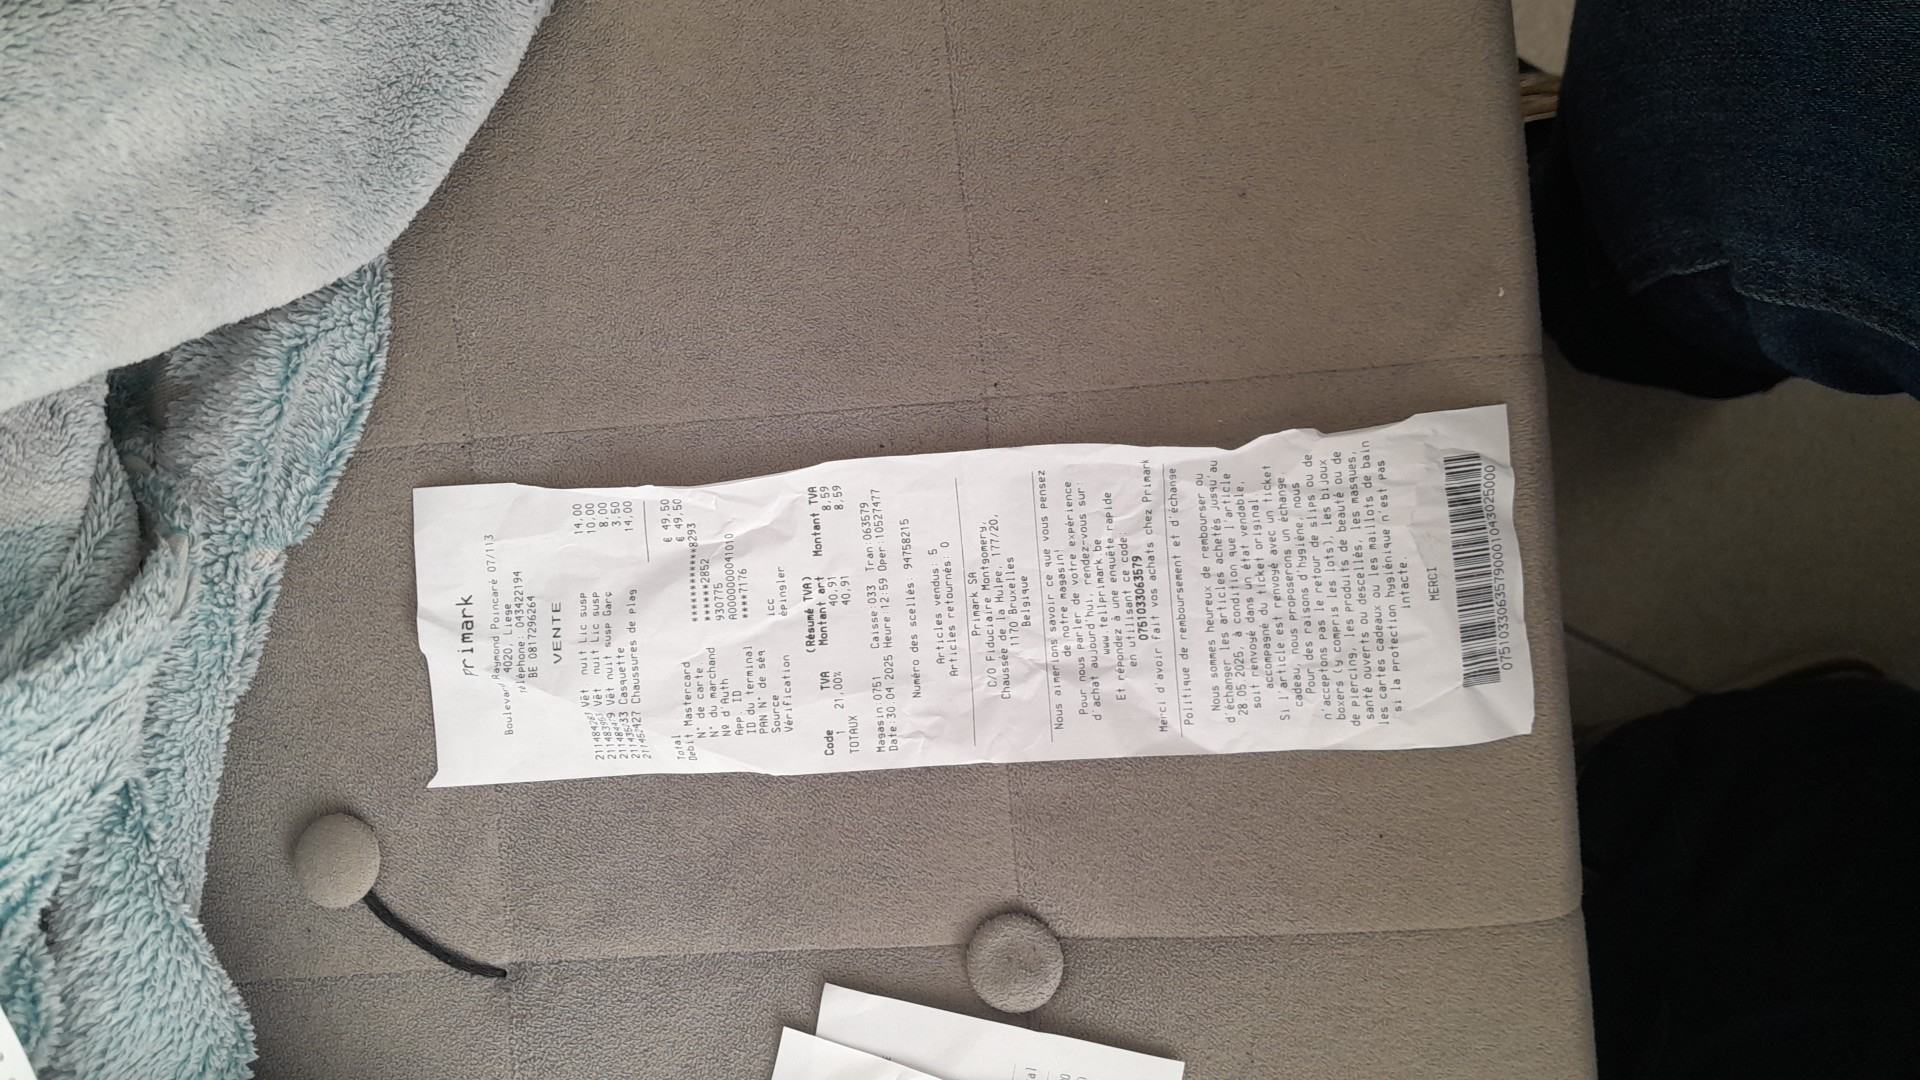 PRIMARK
Boulevard Raymond Poincaré 07/113
4020, Liege
Téléphone: 043422194
BE 0817296264
VENTE
Vêt nuit Lic susp 14,00
Vêt nuit Lic susp 10,00
Vêt nuit susp Garç 8,00
Casquette 3,50
Chaussures de plag 14,00
Total € 49,50
Debit Mastercard € 49,50
N° de carte ************8293
N° du marchand ******2852
Nº d'Auth 930775
App. ID A0000000041010
ID du terminal ****7176
PAN N° de séq
Source icc
Vérification épingler
(Résumé TVA)
Code TVA Montant art Montant TVA
1 21,00% 40,91 8,59
TOTAUX 40,91 8,59
Magasin 0751 Caisse:033 Tran:063579
Date:30.04.2025 Heure:12:59 Oper:10527477
Numéro des scellés: 94758215
Articles vendus: 5
Articles retournés: 0
Primark SA
C/O Fiduciaire Montgomery,
Chaussée de la Hulpe, 177/20,
1170 Bruxelles
Belgique
Nous aimerions savoir ce que vous pensez
de notre magasin!
Pour nous parler de votre expérience
d'achat aujourd'hui, rendez-vous sur:
www.tellprimark.be
Et répondez à une enquête rapide
en utilisant ce code:
0751033063579
Merci d'avoir fait vos achats chez Primark
Politique de remboursement et d'échange
Nous sommes heureux de rembourser ou
d'échanger les articles achetés jusqu'au
28.05.2025, à condition que l'article
soit renvoyé dans un état vendable,
accompagné du ticket original.
Si l'article est renvoyé avec un ticket
cadeau, nous proposerons un échange.
Pour des raisons d'hygiène, nous
n'acceptons pas le retour de slips ou de
boxers (y compris les lots), les bijoux
de piercing, les produits de beauté ou de
santé ouverts ou descellés, les masques,
les cartes cadeaux ou les maillots de bain
si la protection hygiénique n'est pas
intacte.
MERCI
07510330635790001043025000